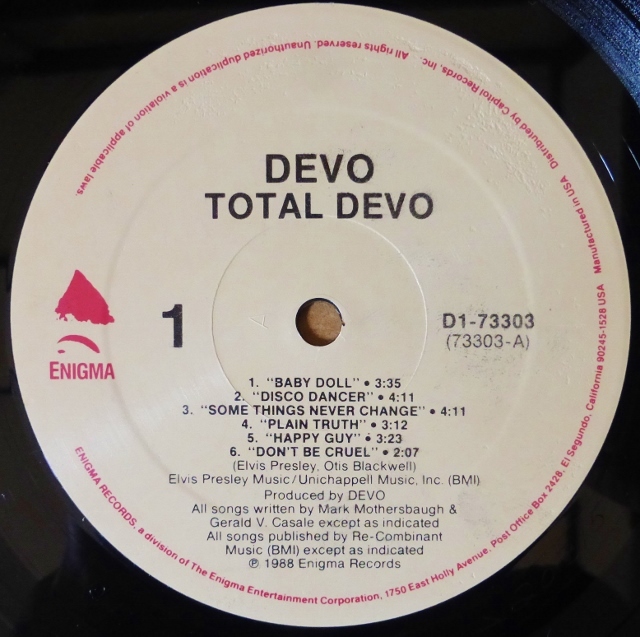 DEVO
TOTAL DEVO
1
D1-73303
(73303-A)
ENIGMA
1. "BABY DOLL" • 3:35
2. "DISCO DANCER" • 4:11
3. "SOME THINGS NEVER CHANGE" • 4:11
4. "PLAIN TRUTH" • 3:12
5. "HAPPY GUY" • 3:23
6. "DON'T BE CRUEL" • 2:07
(Elvis Presley, Otis Blackwell)
Elvis Presley Music/Unichappell Music, Inc. (BMI)
Produced by DEVO
All songs written by Mark Mothersbaugh &
Gerald V. Casale except as indicated
All songs published by Re-Combinant
Music (BMI) except as indicated
℗ 1988 Enigma Records
ENIGMA RECORDS, a division of The Enigma Entertainment Corporation, 1750 East Holly Avenue, Post Office Box 2428, El Segundo, California 90245-1528 USA Manufactured in USA Distributed by Capitol Records, Inc. All rights reserved. Unauthorized duplication is a violation of applicable laws.